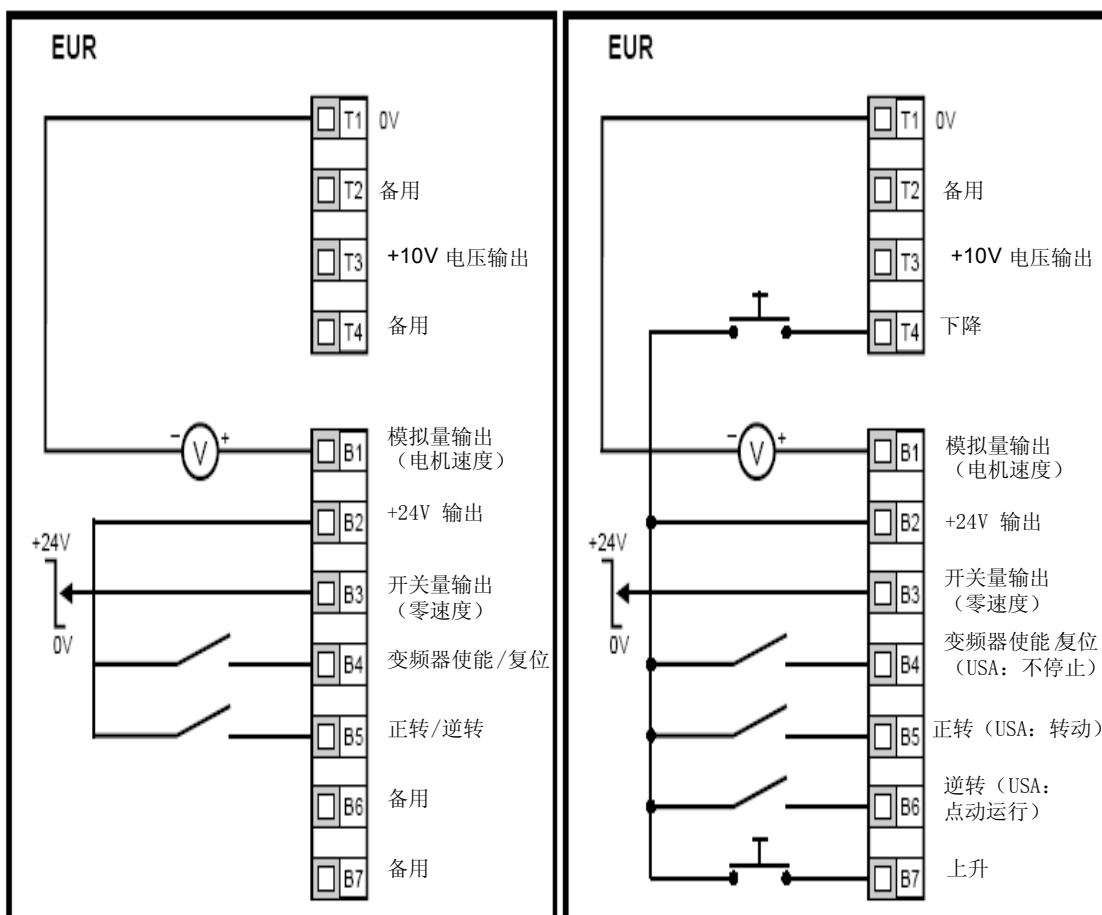 EUR
T1 0V
T2 备用
T3 +10V 电压输出
T4 备用
B1 模拟量输出
（电机速度）
B2 +24V 输出
B3 开关量输出
（零速度）
B4 变频器使能/复位
B5 正转/逆转
B6 备用
B7 备用
- V +
+24V
0V
EUR
T1 0V
T2 备用
T3 +10V 电压输出
T4 下降
B1 模拟量输出
（电机速度）
B2 +24V 输出
B3 开关量输出
（零速度）
B4 变频器使能 复位
（USA：不停止）
B5 正转（USA：转动）
B6 逆转（USA：
点动运行）
B7 上升
- V +
+24V
0V